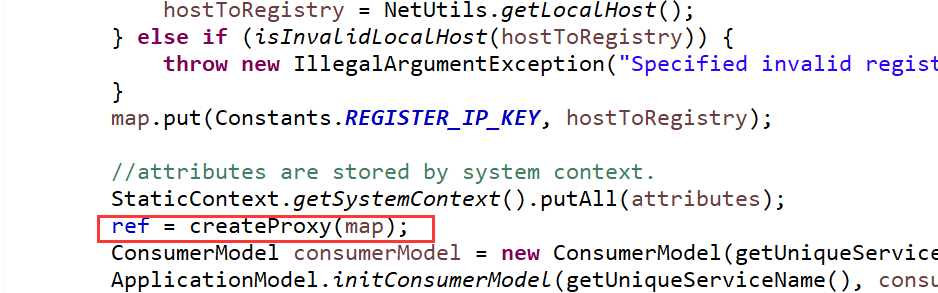 hostToRegistry = NetUtils.getLocalHost();
} else if (isInvalidLocalHost(hostToRegistry)) {
throw new IllegalArgumentException("Specified invalid regist
}
map.put(Constants.REGISTER_IP_KEY, hostToRegistry);
//attributes are stored by system context.
StaticContext.getSystemContext().putAll(attributes);
ref = createProxy(map);
ConsumerModel consumerModel = new ConsumerModel(getUniqueService
ApplicationModel.initConsumerModel(getUniqueServiceName(), consu